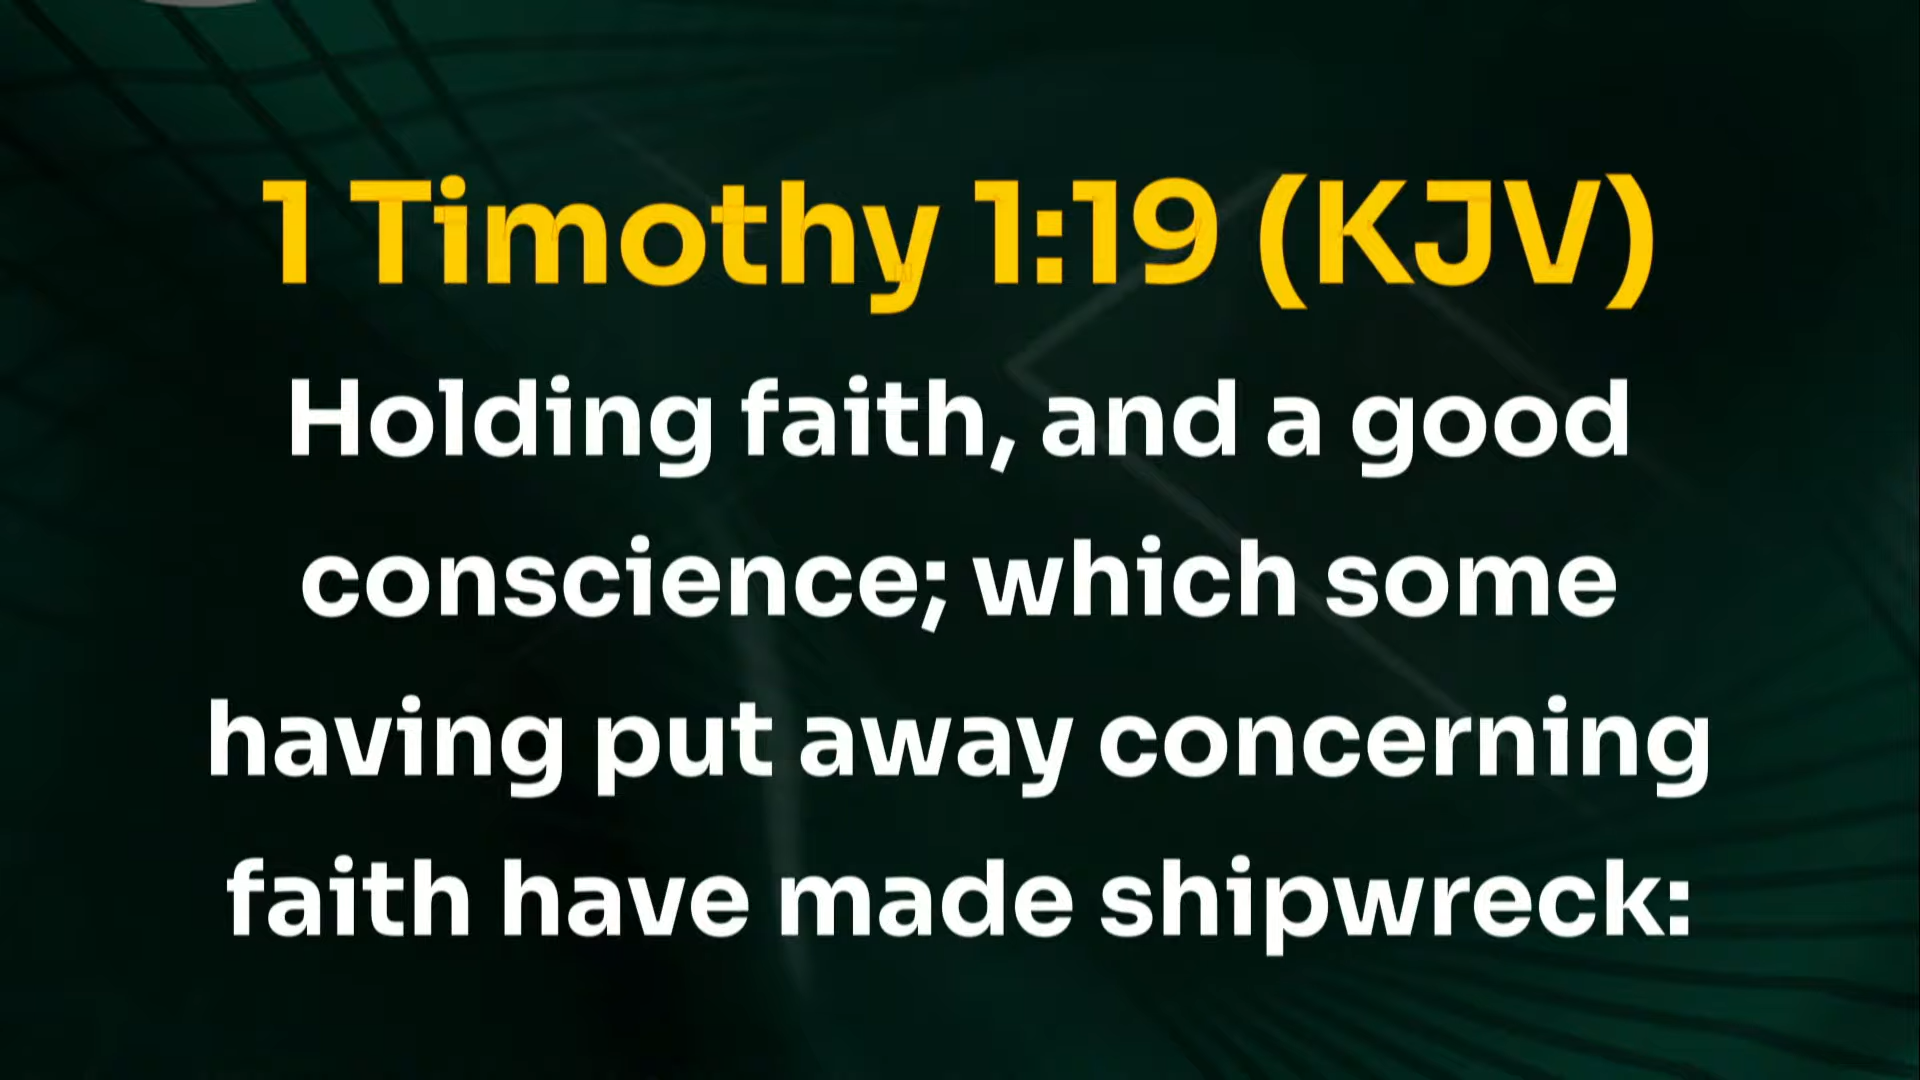 1 Timothy 1:19 (KJV)
Holding faith, and a good
conscience; which some
having put away concerning
faith have made shipwreck: